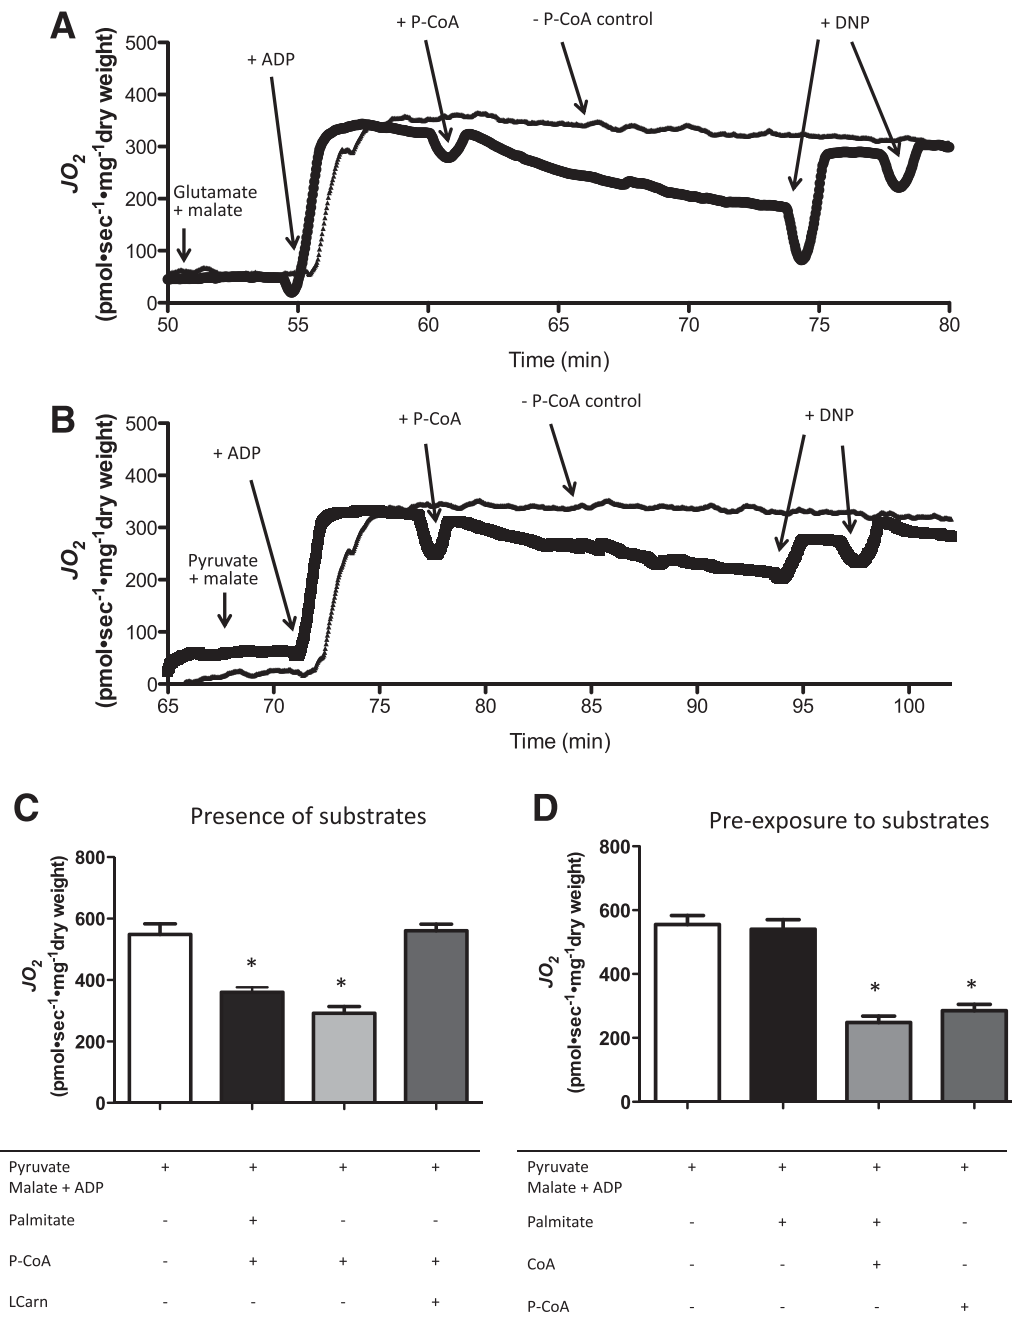 A
+ P-CoA
- P-CoA control
+ DNP
+ ADP
JO2
(pmol•sec-1•mg-1dry weight)
500
400
300
200
100
0
Glutamate
+ malate
50 55 60 65 70 75 80
Time (min)
B
+ P-CoA
- P-CoA control
+ DNP
+ ADP
JO2
(pmol•sec-1•mg-1dry weight)
500
400
300
200
100
0
Pyruvate
+ malate
65 70 75 80 85 90 95 100
Time (min)
C
Presence of substrates
JO2
(pmol•sec-1•mg-1dry weight)
800
600
400
200
0
* *
Pyruvate + + + +
Malate + ADP
Palmitate - + - -
P-CoA - + + +
LCarn - - - +
D
Pre-exposure to substrates
JO2
(pmol•sec-1•mg-1dry weight)
800
600
400
200
0
* *
Pyruvate + + + +
Malate + ADP
Palmitate - + + -
CoA - - + -
P-CoA - - - +